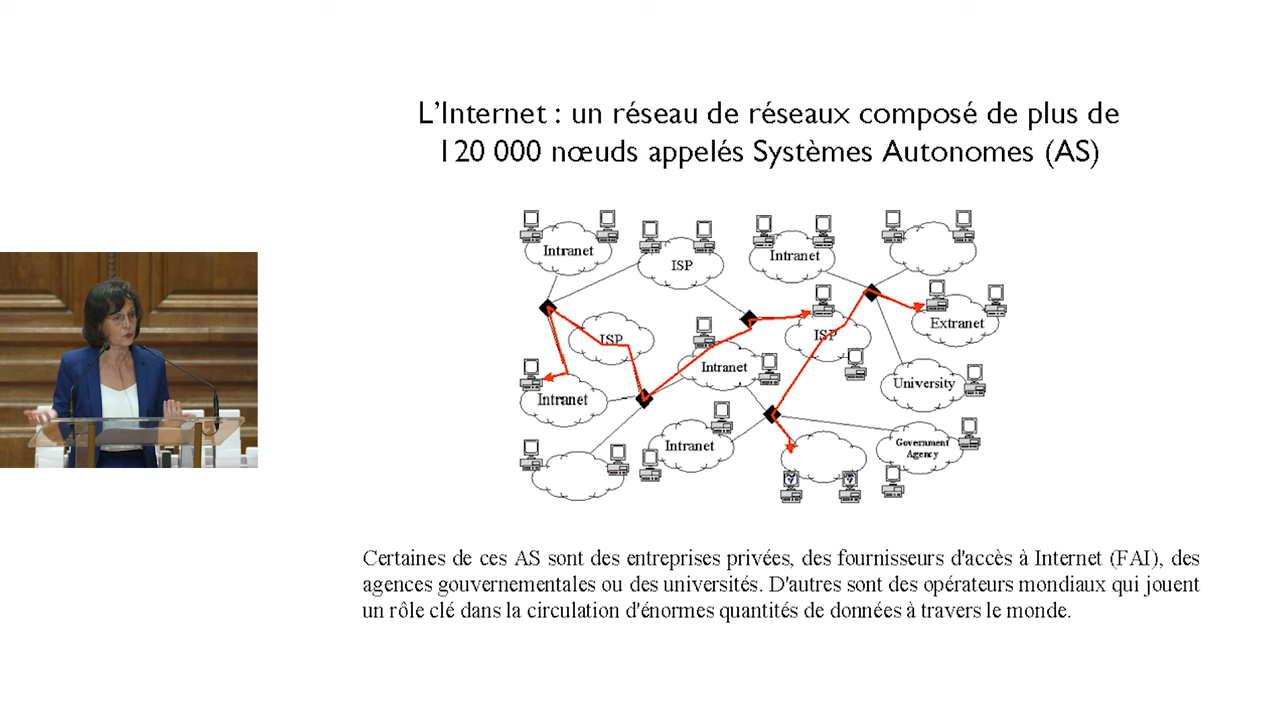 L'Internet : un réseau de réseaux composé de plus de
120 000 nœuds appelés Systèmes Autonomes (AS)
Intranet
ISP
Intranet
ISP
ISP
Extranet
Intranet
University
Intranet
Intranet
Government
Agency
Certaines de ces AS sont des entreprises privées, des fournisseurs d'accès à Internet (FAI), des
agences gouvernementales ou des universités. D'autres sont des opérateurs mondiaux qui jouent
un rôle clé dans la circulation d'énormes quantités de données à travers le monde.